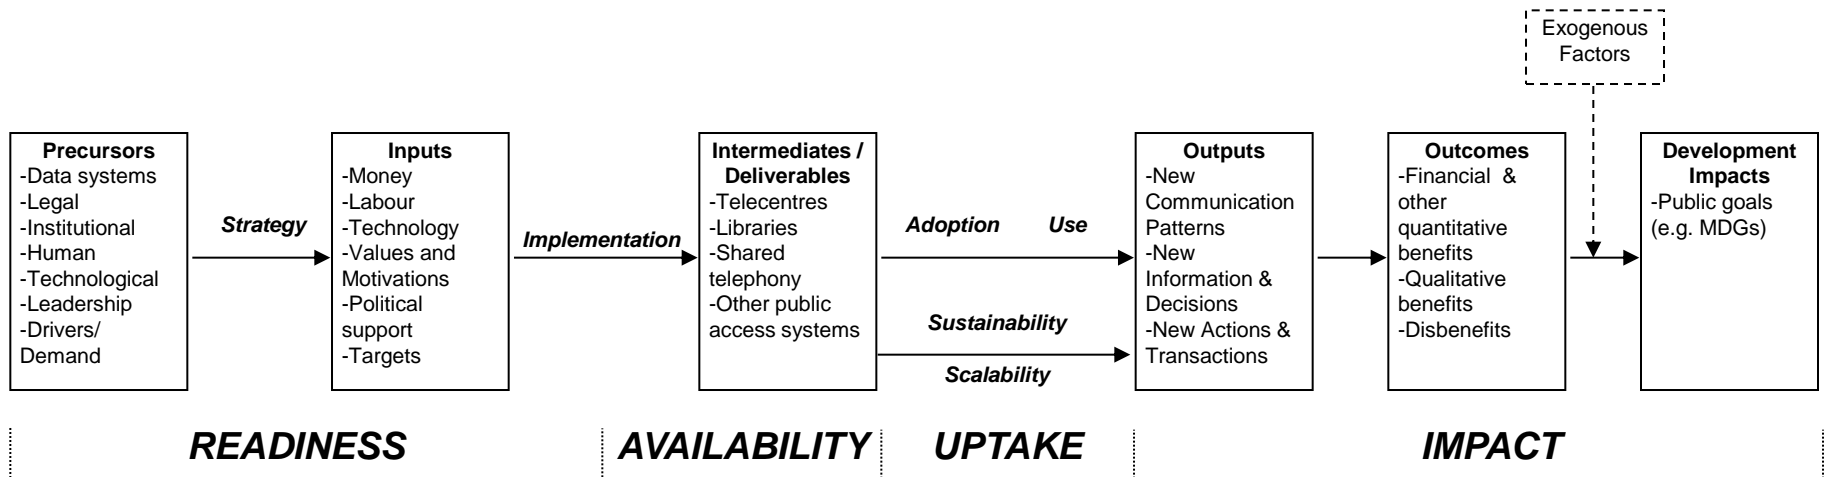 Exogenous
Factors
Precursors
-Data systems
-Legal
-Institutional
-Human
-Technological
-Leadership
-Drivers/
Demand
Strategy
Inputs
-Money
-Labour
-Technology
-Values and
Motivations
-Political
support
-Targets
Implementation
Intermediates /
Deliverables
-Telecentres
-Libraries
-Shared
telephony
-Other public
access systems
Adoption Use
Sustainability
Scalability
Outputs
-New
Communication
Patterns
-New
Information &
Decisions
-New Actions &
Transactions
Outcomes
-Financial &
other
quantitative
benefits
-Qualitative
benefits
-Disbenefits
Development
Impacts
-Public goals
(e.g. MDGs)
READINESS
AVAILABILITY
UPTAKE
IMPACT